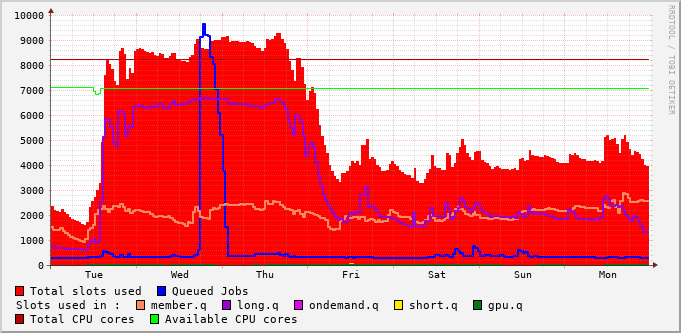 10000
9000
8000
7000
6000
5000
4000
3000
2000
1000
0
Tue Wed Thu Fri Sat Sun Mon
RRDTOOL / TOBI OETIKER
Total slots used Queued Jobs
Slots used in : member.q long.q ondemand.q short.q gpu.q
Total CPU cores Available CPU cores